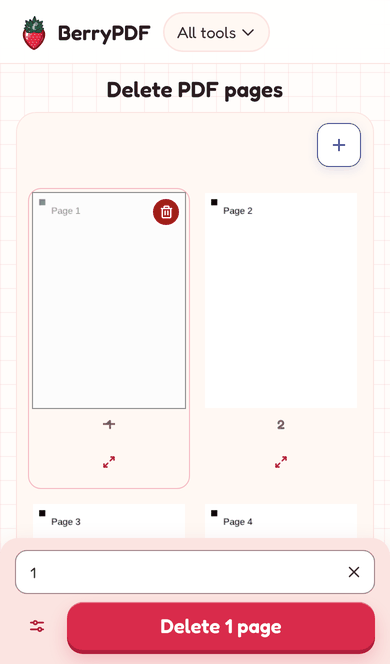 BerryPDF
All tools
Delete PDF pages
Page 1
Page 2
1
2
Page 3
Page 4
1
Delete 1 page